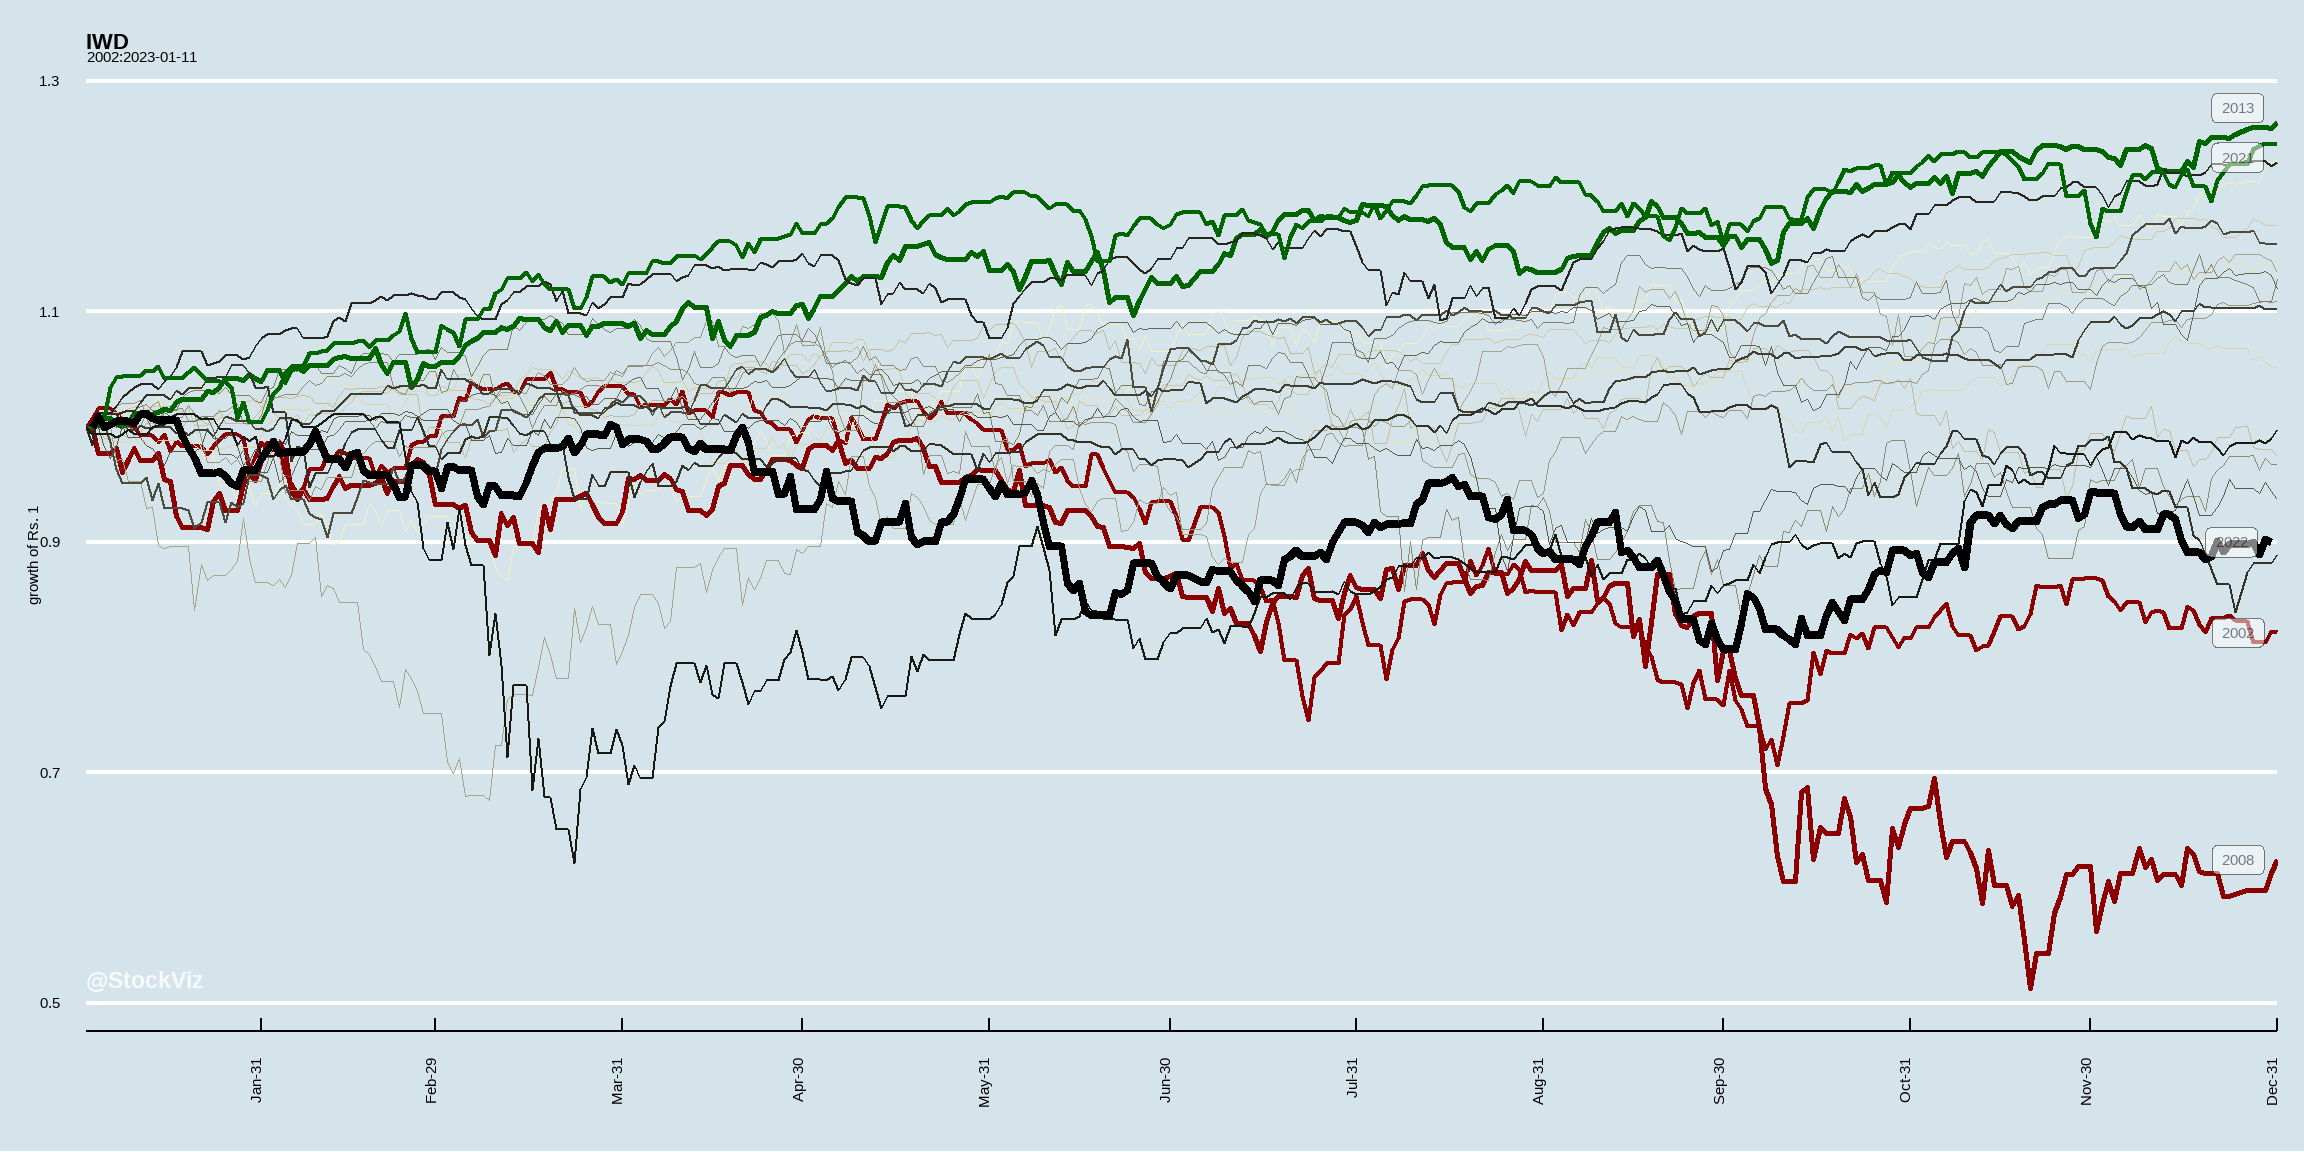 IWD
2002:2023-01-11
1.3
1.1
0.9
0.7
0.5
growth of Rs. 1
2013
2021
2022
2002
2008
@StockViz
Jan-31
Feb-29
Mar-31
Apr-30
May-31
Jun-30
Jul-31
Aug-31
Sep-30
Oct-31
Nov-30
Dec-31